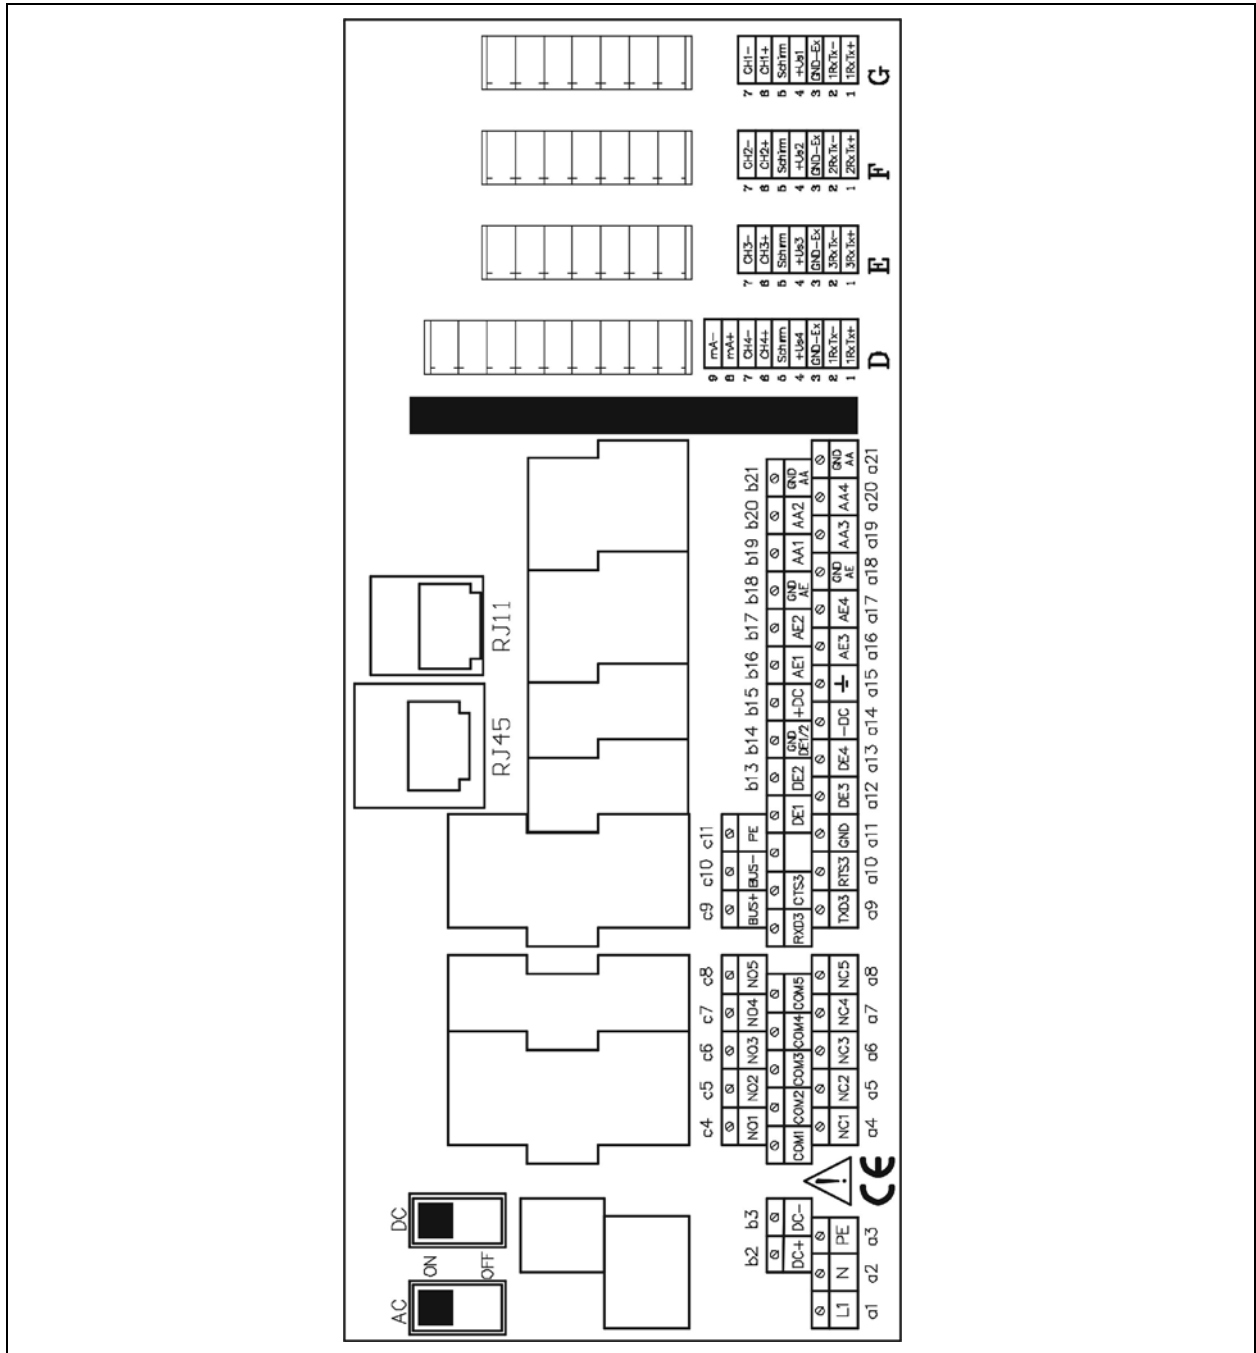 7 CH1-
6 CH1+
5 Schirm
4 +Us1
3 GND-Ex
2 1RxTx-
1 1RxTx+
G
7 CH2-
6 CH2+
5 Schirm
4 +Us2
3 GND-Ex
2 2RxTx-
1 2RxTx+
F
7 CH3-
6 CH3+
5 Schirm
4 +Us3
3 GND-Ex
2 3RxTx-
1 3RxTx+
E
9 mA-
8 mA+
7 CH4-
6 CH4+
5 Schirm
4 +Us4
3 GND-Ex
2 1RxTx-
1 1RxTx+
D
RJ45 RJ11
b13 b14 b15 b16 b17 b18 b19 b20 b21
c9 c10 c11
BUS+ BUS- PE
RXD3 CTS3 DE1 DE2 GND DE1/2 +DC AE1 AE2 GND AE AA1 AA2 GND AA
TXD3 RTS3 GND DE3 DE4 -DC AE3 AE4 GND AE AA3 AA4 GND AA
a9 a10 a11 a12 a13 a14 a15 a16 a17 a18 a19 a20 a21
c4 c5 c6 c7 c8
NO1 NO2 NO3 NO4 NO5
COM1 COM2 COM3 COM4 COM5
NC1 NC2 NC3 NC4 NC5
a4 a5 a6 a7 a8
AC DC
ON
OFF
b2 b3
DC+ DC-
L1 N PE
a1 a2 a3
!
CE